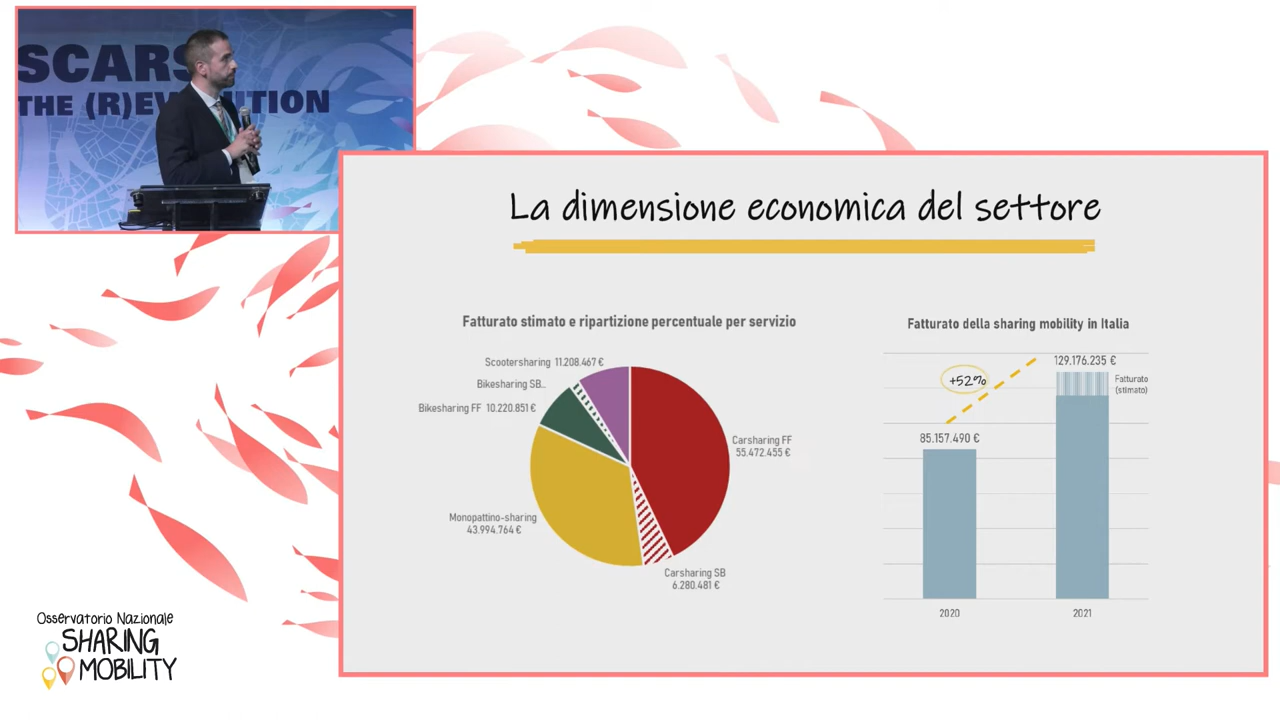 SCARS
THE (R)EV UTION
La dimensione economica del settore
Fatturato stimato e ripartizione percentuale per servizio
Scootersharing 11.208.467 €
Bikesharing SB...
Bikesharing FF 10.220.851 €
Carsharing FF
55.472.455 €
Monopattino-sharing
43.994.764 €
Carsharing SB
6.280.481 €
Fatturato della sharing mobility in Italia
+52%
129.176.235 €
Fatturato
(stimato)
85.157.490 €
2020
2021
Osservatorio Nazionale
SHARING
MOBILITY